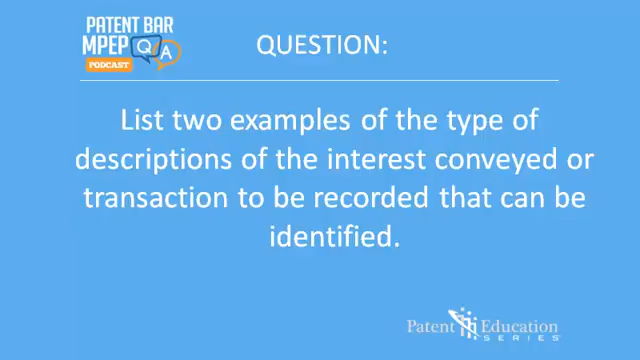 PATENT BAR
MPEP Q A
PODCAST
QUESTION:
List two examples of the type of
descriptions of the interest conveyed or
transaction to be recorded that can be
identified.
Patent Education
SERIES